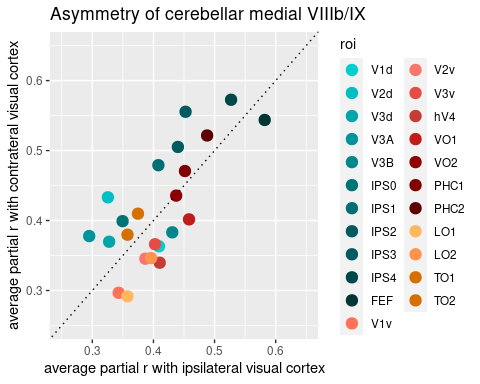 Asymmetry of cerebellar medial VIIIb/IX
average partial r with contralateral visual cortex
0.6
0.5
0.4
0.3
0.3 0.4 0.5 0.6
average partial r with ipsilateral visual cortex
roi
V1d V2v
V2d V3v
V3d hV4
V3A VO1
V3B VO2
IPS0 PHC1
IPS1 PHC2
IPS2 LO1
IPS3 LO2
IPS4 TO1
FEF TO2
V1v